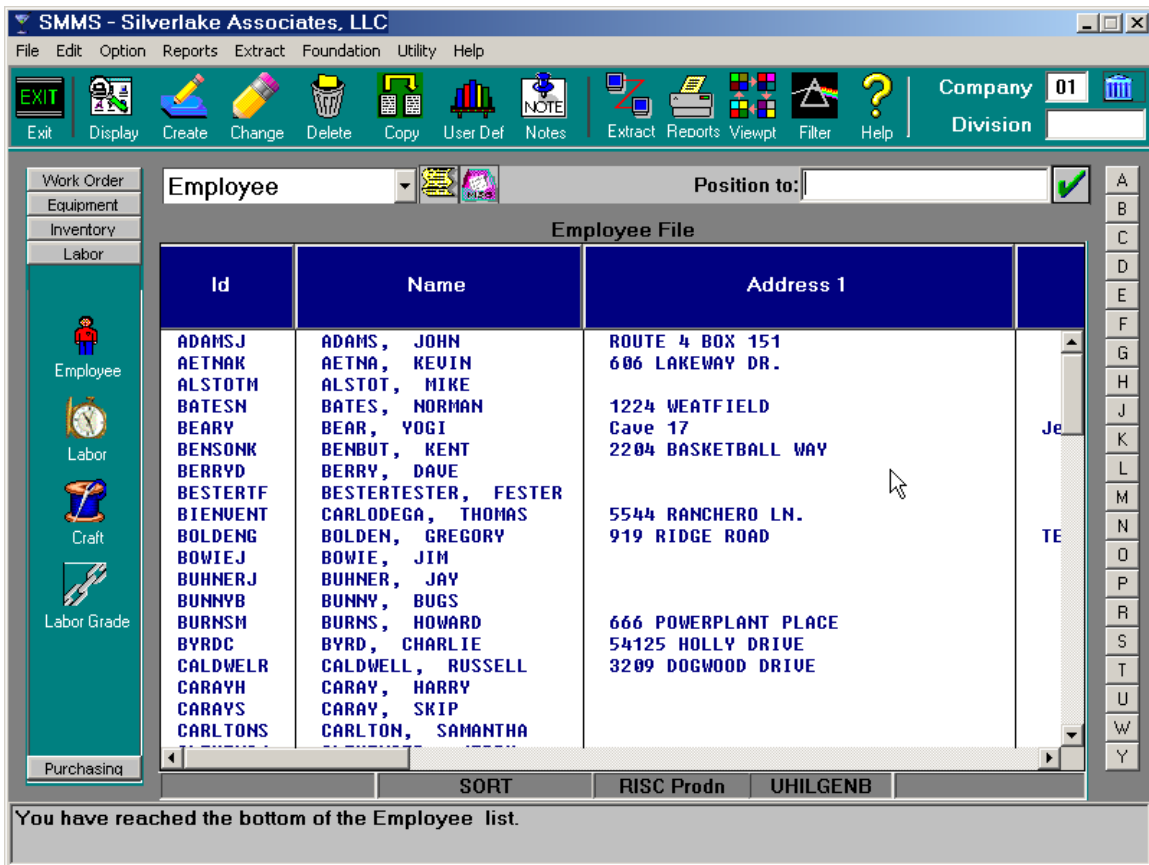 SMMS - Silverlake Associates, LLC
File Edit Option Reports Extract Foundation Utility Help
EXIT NOTE Company 01
Exit Display Create Change Delete Copy User Def Notes Extract Reports Viewpt Filter Help Division
Work Order
Equipment
Inventory
Labor
Employee
Labor
Craft
Labor Grade
Purchasing
Employee MSG Position to:
Employee File
Id Name Address 1
ADAMSJ ADAMS, JOHN ROUTE 4 BOX 151
AETNAK AETNA, KEVIN 606 LAKEWAY DR.
ALSTOTM ALSTOT, MIKE
BATESN BATES, NORMAN 1224 WEATFIELD
BEARY BEAR, YOGI Cave 17 Je
BENSONK BENBUT, KENT 2204 BASKETBALL WAY
BERRYD BERRY, DAVE
BESTERTF BESTERTESTER, FESTER
BIENVENT CARLODEGA, THOMAS 5544 RANCHERO LN.
BOLDENG BOLDEN, GREGORY 919 RIDGE ROAD TE
BOWIEJ BOWIE, JIM
BUHNERJ BUHNER, JAY
BUNNYB BUNNY, BUGS
BURNSM BURNS, HOWARD 666 POWERPLANT PLACE
BYRDC BYRD, CHARLIE 54125 HOLLY DRIVE
CALDWELR CALDWELL, RUSSELL 3209 DOGWOOD DRIVE
CARAYH CARAY, HARRY
CARAYS CARAY, SKIP
CARLTONS CARLTON, SAMANTHA
A
B
C
D
E
F
G
H
J
K
L
M
N
O
P
R
S
T
U
W
Y
SORT RISC Prodn UHILGENB
You have reached the bottom of the Employee list.